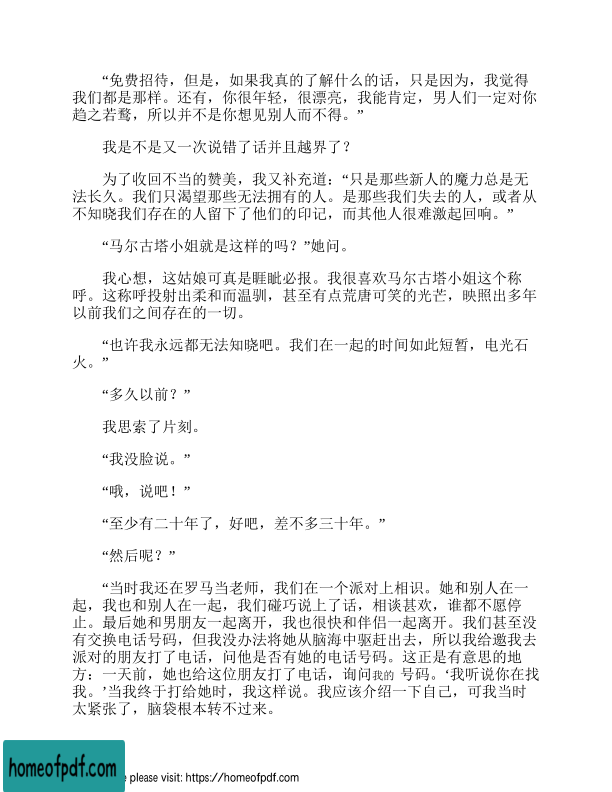 “免费招待，但是，如果我真的了解什么的话，只是因为，我觉得
我们都是那样。还有，你很年轻，很漂亮，我能肯定，男人们一定对你
趋之若鹜，所以并不是你想见别人而不得。”
我是不是又一次说错了话并且越界了？
为了收回不当的赞美，我又补充道：“只是那些新人的魔力总是无
法长久。我们只渴望那些无法拥有的人。是那些我们失去的人，或者从
不知晓我们存在的人留下了他们的印记，而其他人很难激起回响。”
“马尔古塔小姐就是这样的吗？”她问。
我心想，这姑娘可真是睚眦必报。我很喜欢马尔古塔小姐这个称
呼。这称呼投射出柔和而温驯，甚至有点荒唐可笑的光芒，映照出多年
以前我们之间存在的一切。
“也许我永远都无法知晓吧。我们在一起的时间如此短暂，电光石
火。”
“多久以前？”
我思索了片刻。
“我没脸说。”
“哦，说吧！”
“至少有二十年了，好吧，差不多三十年。”
“然后呢？”
“当时我还在罗马当老师，我们在一个派对上相识。她和别人在一
起，我也和别人在一起，我们碰巧说上了话，相谈甚欢，谁都不愿停
止。最后她和男朋友一起离开，我也很快和伴侣一起离开。我们甚至没
有交换电话号码，但我没办法将她从脑海中驱赶出去，所以我给邀我去
派对的朋友打了电话，问他是否有她的电话号码。这正是有意思的地
方：一天前，她也给这位朋友打了电话，询问我的 号码。‘我听说你在找
我。’当我终于打给她时，我这样说。我应该介绍一下自己，可我当时
太紧张了，脑袋根本转不过来。
homeofpdf.com
e please visit: https://homeofpdf.com